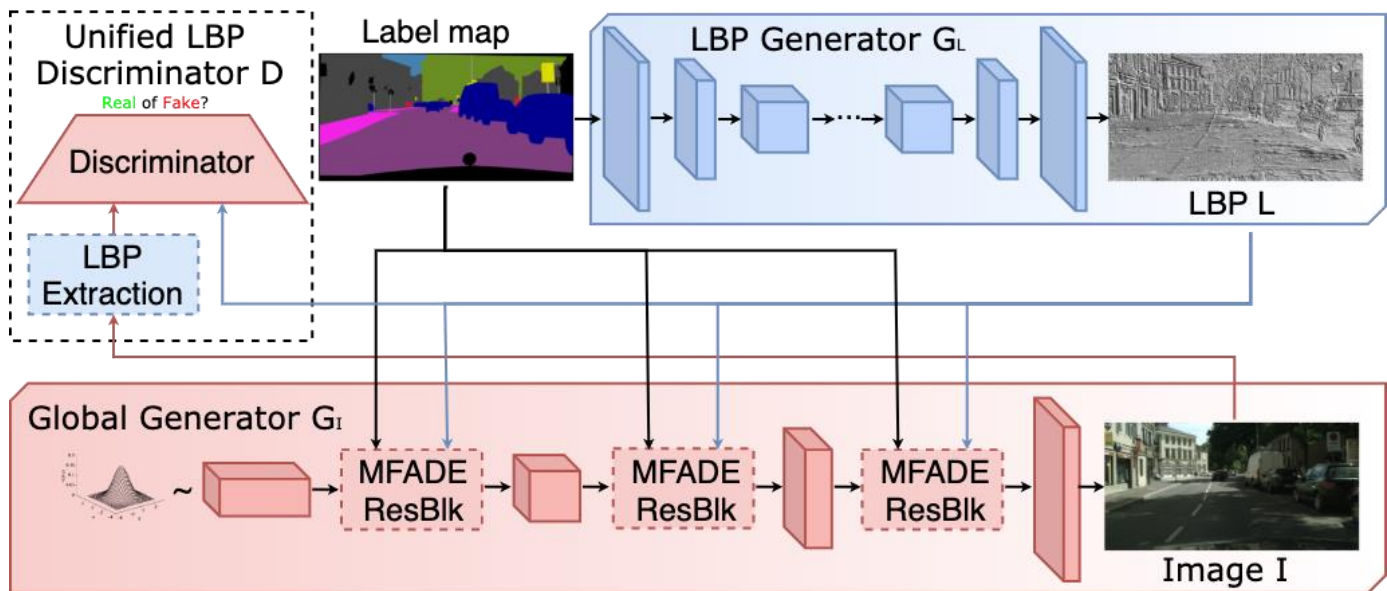 Unified LBP
Discriminator D
Real of Fake?
Discriminator
LBP
Extraction
Label map
LBP Generator GL
...
LBP L
Global Generator GI
~
MFADE
ResBlk
MFADE
ResBlk
MFADE
ResBlk
Image I